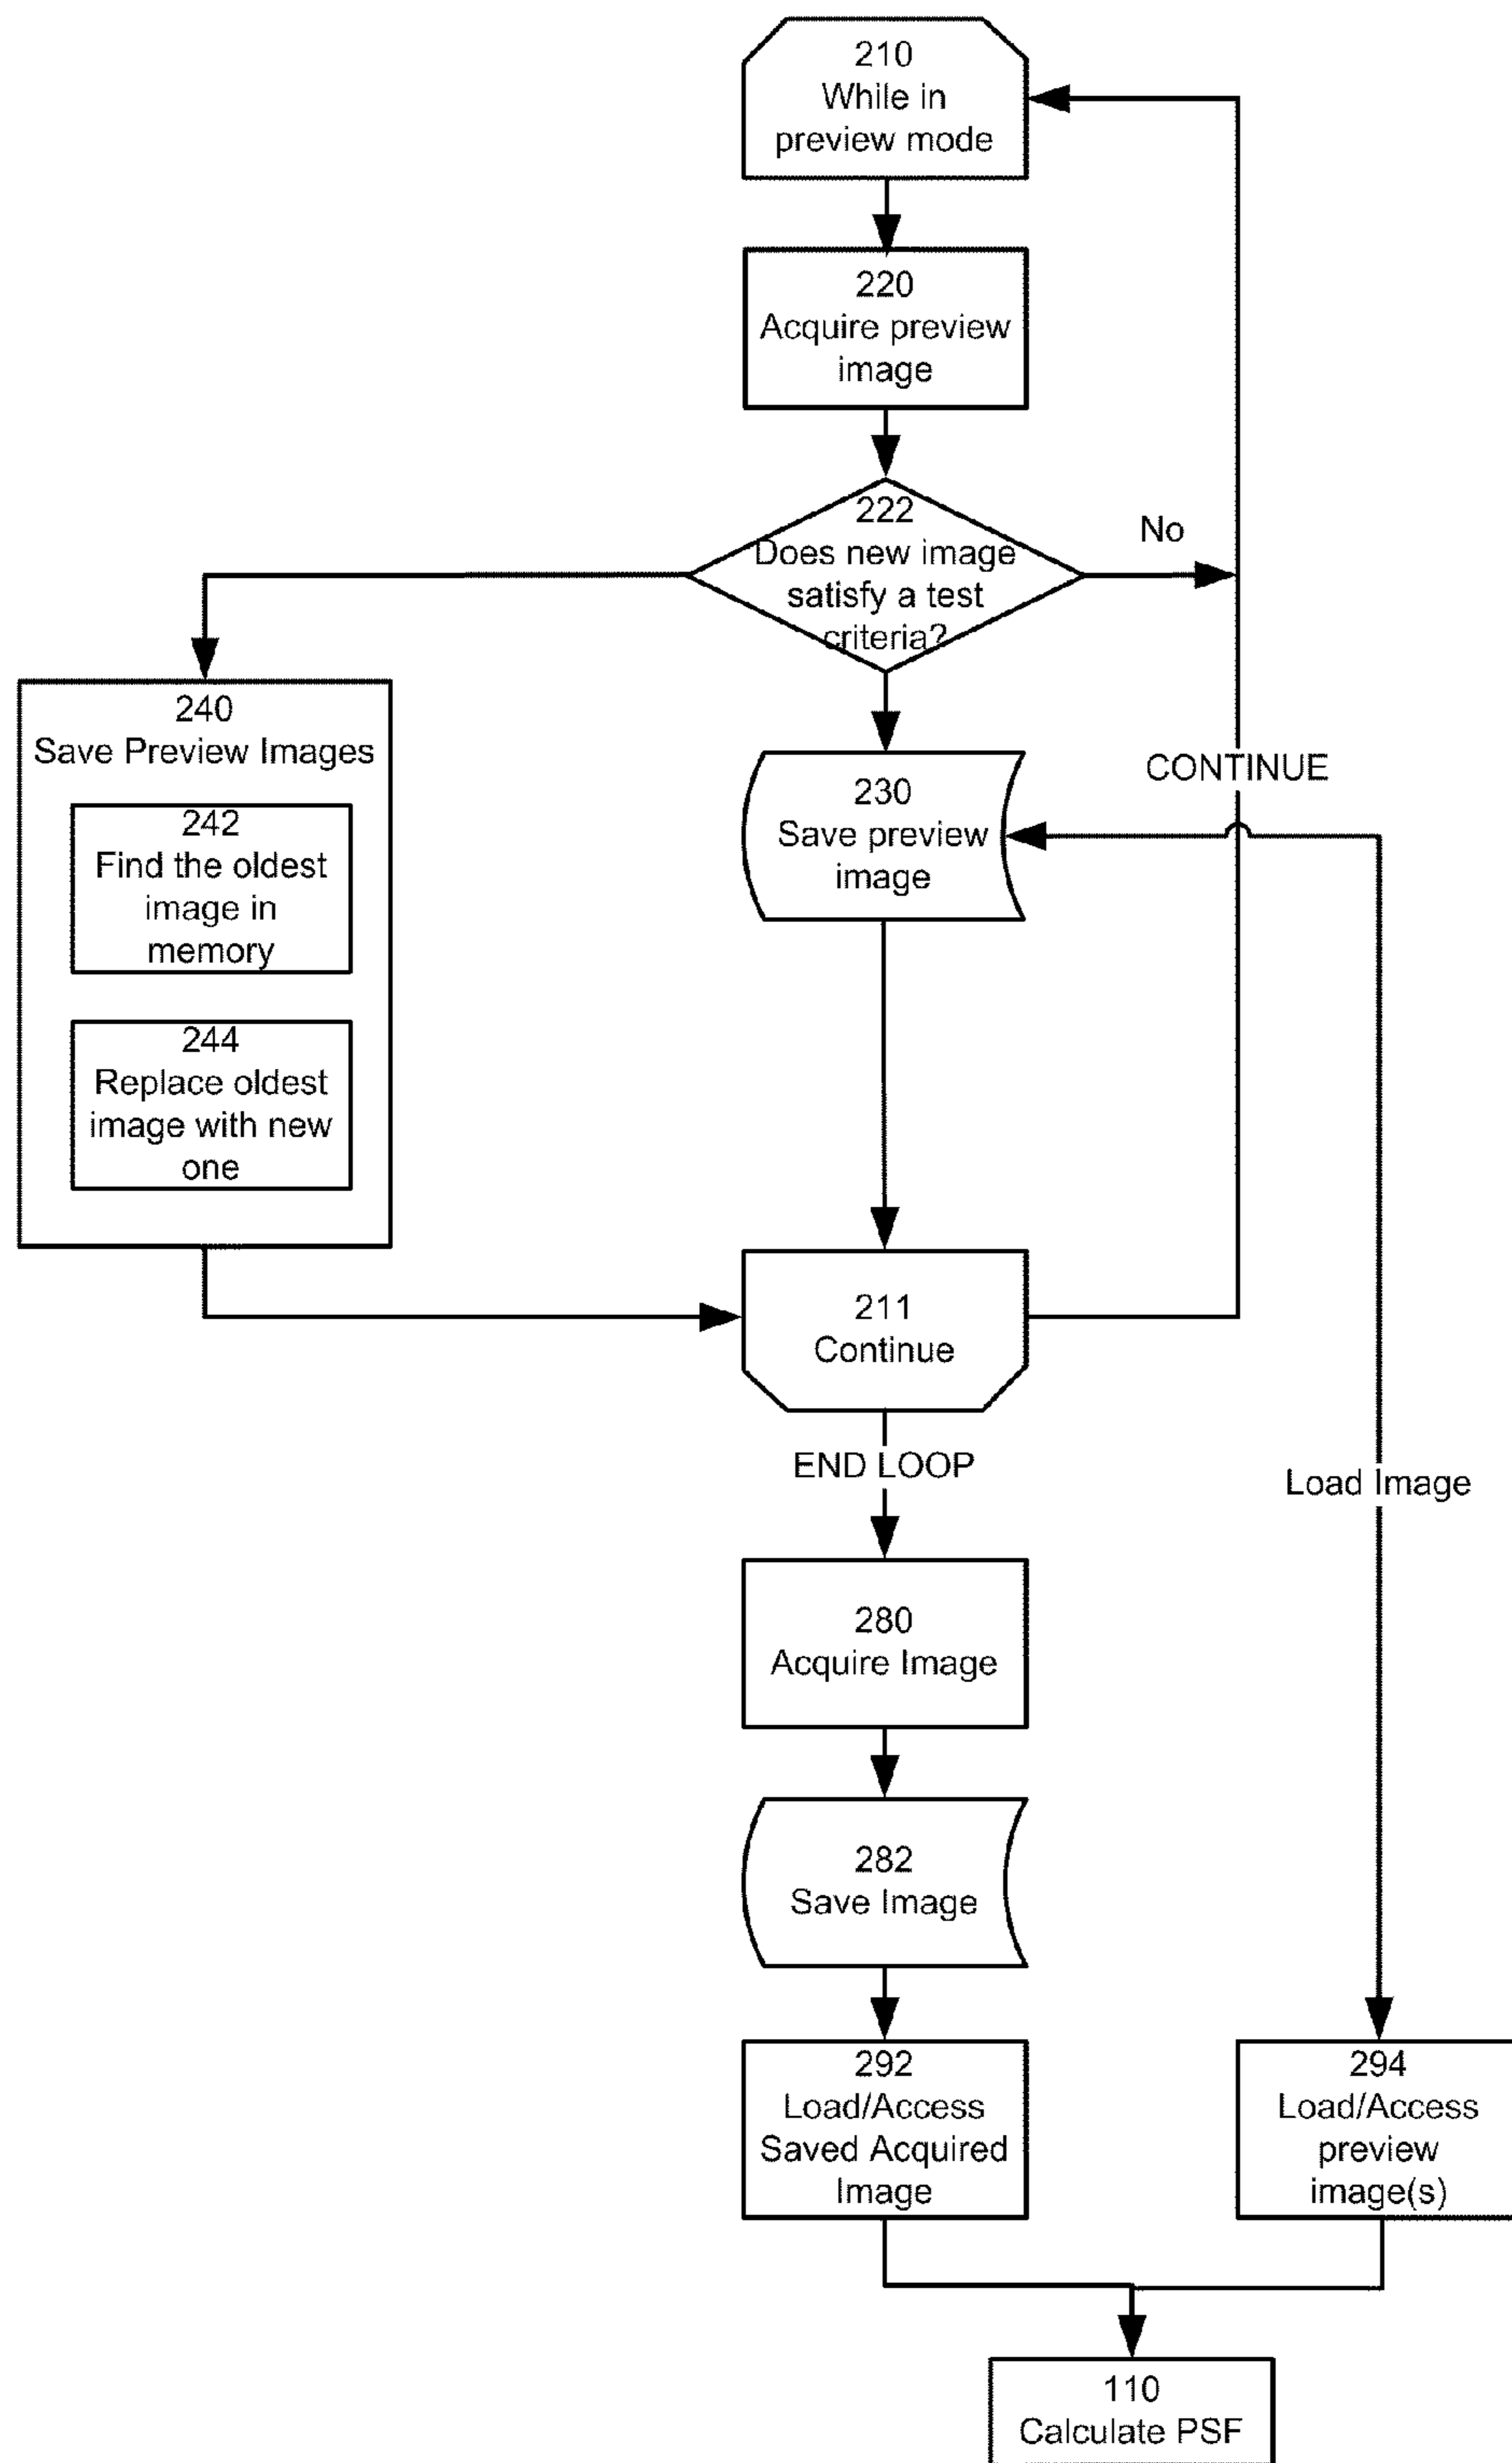 210
While in
preview mode
220
Acquire preview
image
222
Does new image
satisfy a test
criteria?
No
240
Save Preview Images
242
Find the oldest
image in
memory
244
Replace oldest
image with new
one
230
Save preview
image
CONTINUE
211
Continue
END LOOP
Load Image
280
Acquire Image
282
Save Image
292
Load/Access
Saved Acquired
Image
294
Load/Access
preview
image(s)
110
Calculate PSF